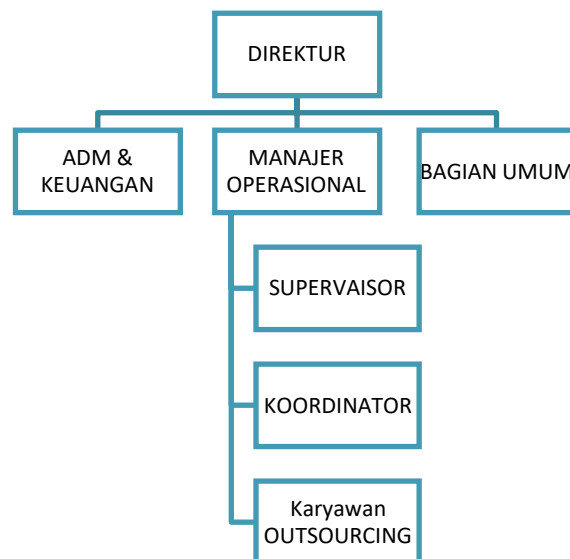 DIREKTUR
ADM &
KEUANGAN
MANAJER
OPERASIONAL
BAGIAN UMUM
SUPERVAISOR
KOORDINATOR
Karyawan
OUTSOURCING